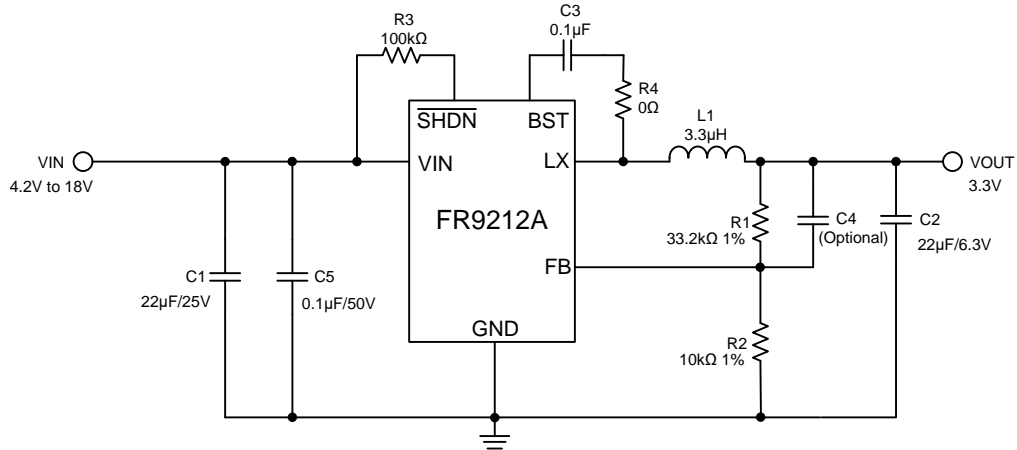 R3
100kΩ
C3
0.1μF
R4
0Ω
SHDN
BST
L1
3.3μH
VIN
4.2V to 18V
VIN
LX
VOUT
3.3V
FR9212A
R1
33.2kΩ 1%
C4
(Optional)
C2
22μF/6.3V
FB
C1
22μF/25V
C5
0.1μF/50V
GND
R2
10kΩ 1%